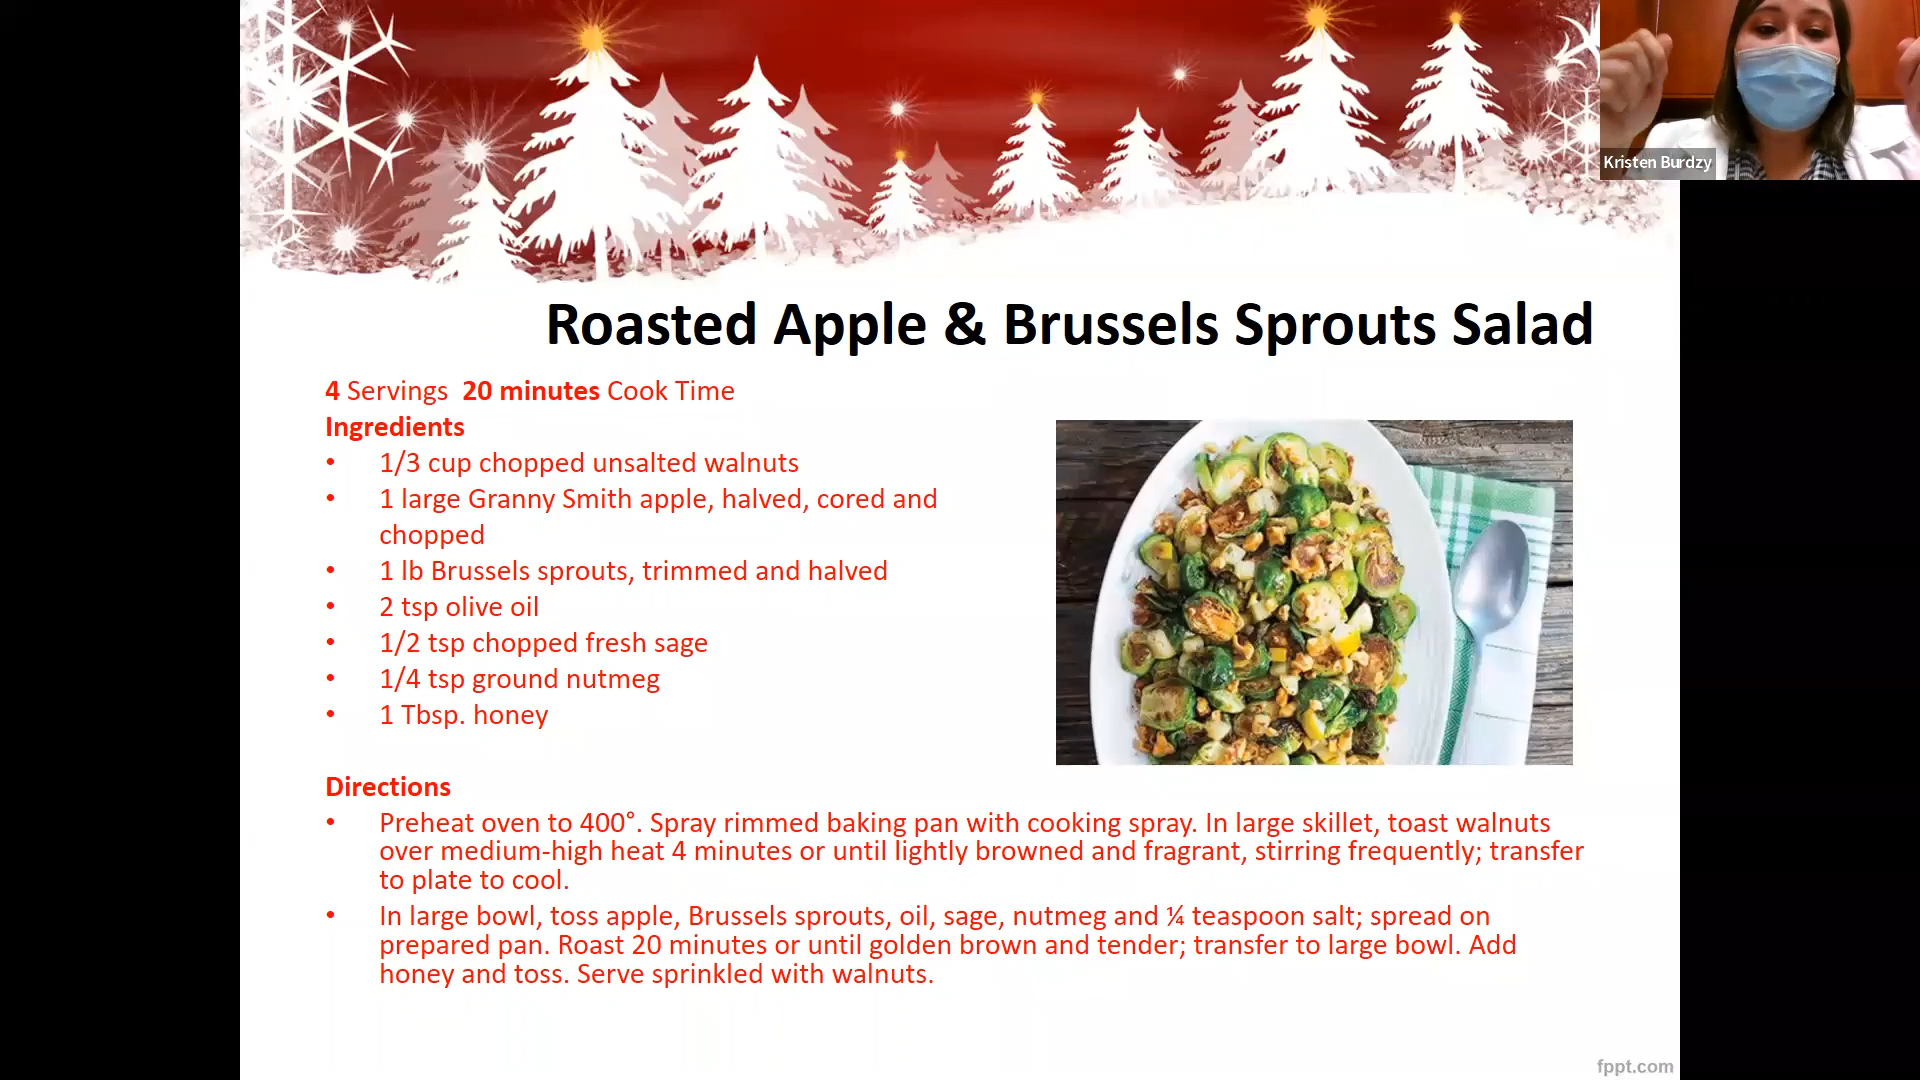 Kristen Burdzy
Roasted Apple & Brussels Sprouts Salad
4 Servings  20 minutes Cook Time
Ingredients
• 1/3 cup chopped unsalted walnuts
• 1 large Granny Smith apple, halved, cored and
chopped
• 1 lb Brussels sprouts, trimmed and halved
• 2 tsp olive oil
• 1/2 tsp chopped fresh sage
• 1/4 tsp ground nutmeg
• 1 Tbsp. honey
Directions
• Preheat oven to 400°. Spray rimmed baking pan with cooking spray. In large skillet, toast walnuts
over medium-high heat 4 minutes or until lightly browned and fragrant, stirring frequently; transfer
to plate to cool.
• In large bowl, toss apple, Brussels sprouts, oil, sage, nutmeg and ¼ teaspoon salt; spread on
prepared pan. Roast 20 minutes or until golden brown and tender; transfer to large bowl. Add
honey and toss. Serve sprinkled with walnuts.
fppt.com